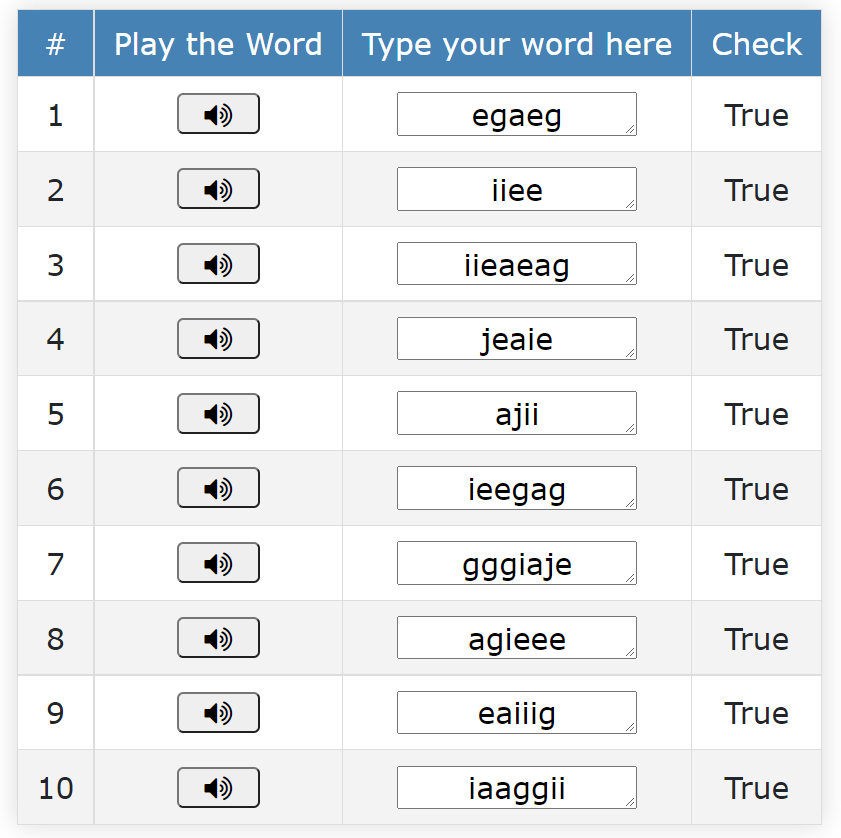 # Play the Word Type your word here Check
1 egaeg True
2 iiee True
3 iieaeag True
4 jeaie True
5 ajii True
6 ieegag True
7 gggiaje True
8 agieee True
9 eaiiig True
10 iaaggii True